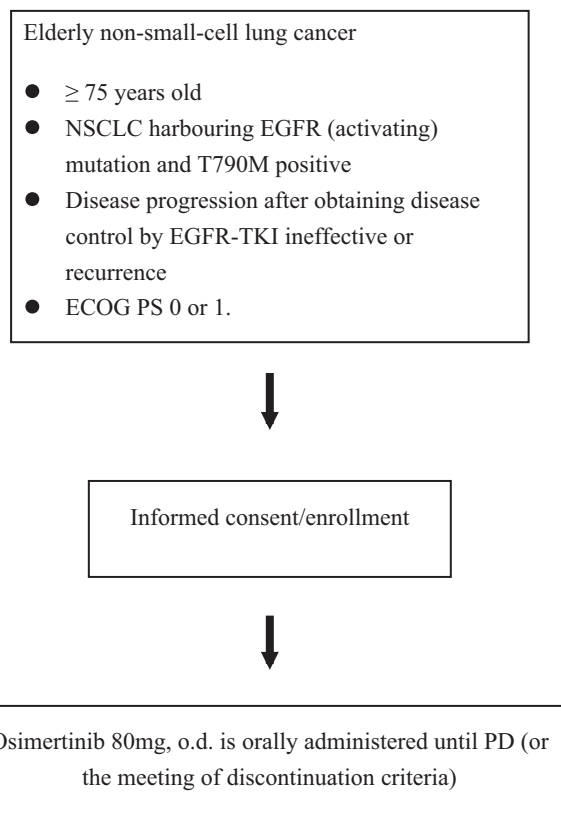 Elderly non-small-cell lung cancer
● ≥ 75 years old
● NSCLC harbouring EGFR (activating)
mutation and T790M positive
● Disease progression after obtaining disease
control by EGFR-TKI ineffective or
recurrence
● ECOG PS 0 or 1.
Informed consent/enrollment
Osimertinib 80mg, o.d. is orally administered until PD (or
the meeting of discontinuation criteria)